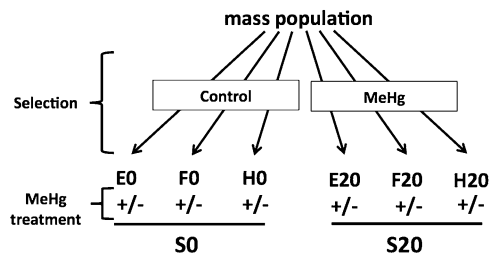 mass population
Selection
Control
MeHg
E0 F0 H0 E20 F20 H20
MeHg treatment
+/- +/- +/- +/- +/- +/-
S0 S20